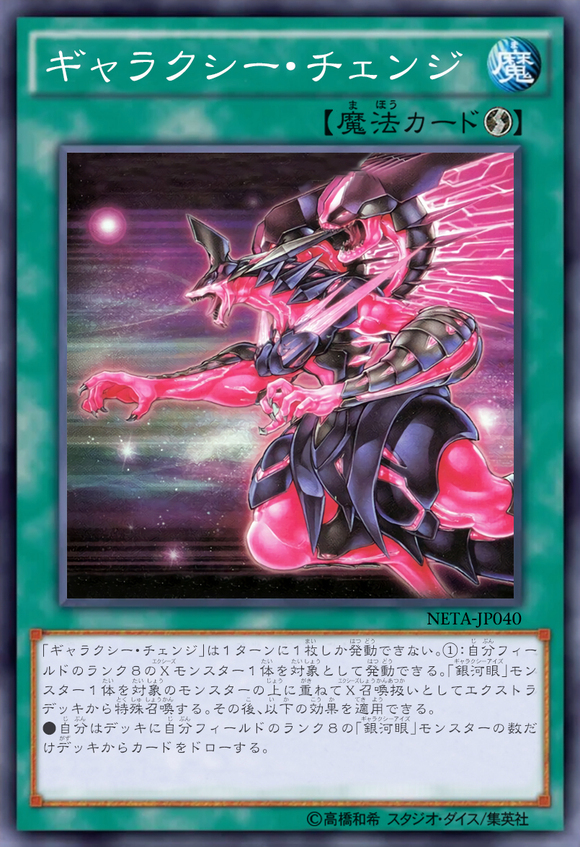 ギャラクシー・チェンジ
魔
【魔法カード】
NETA-JP040
「ギャラクシー・チェンジ」は１ターンに１枚しか発動できない。①：自分フィー
ルドのランク８のＸモンスター１体を対象として発動できる。「銀河眼」モン
スター１体を対象のモンスターの上に重ねてＸ召喚扱いとしてエクストラ
デッキから特殊召喚する。その後、以下の効果を適用できる。
●自分はデッキに自分フィールドのランク８の「銀河眼」モンスターの数だ
けデッキからカードをドローする。
©高橋和希 スタジオ・ダイス/集英社